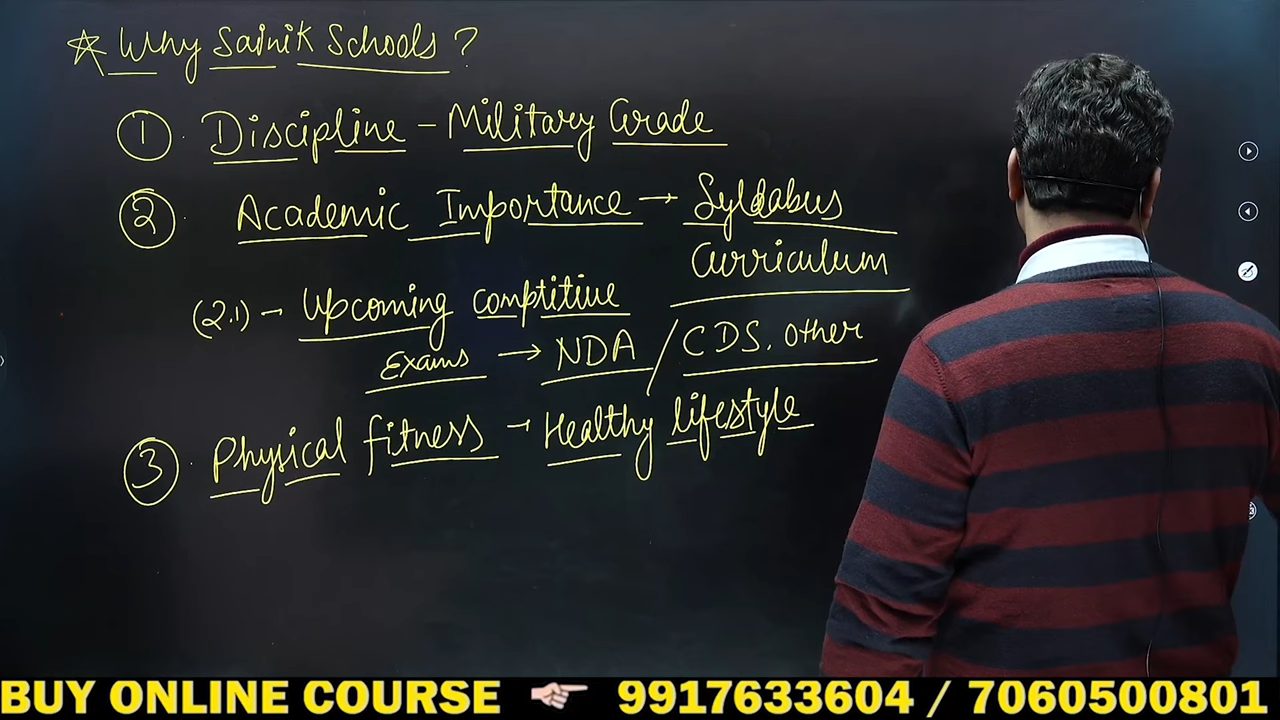 ☆ Why Sainik Schools ?
① . Discipline - Military Grade
② . Academic Importance → Syllabus
Curriculum
(2.1) - Upcoming comptitive
Exams → NDA / CDS, other
③ . Physical fitness - Healthy lifestyle
BUY ONLINE COURSE 9917633604 / 7060500801